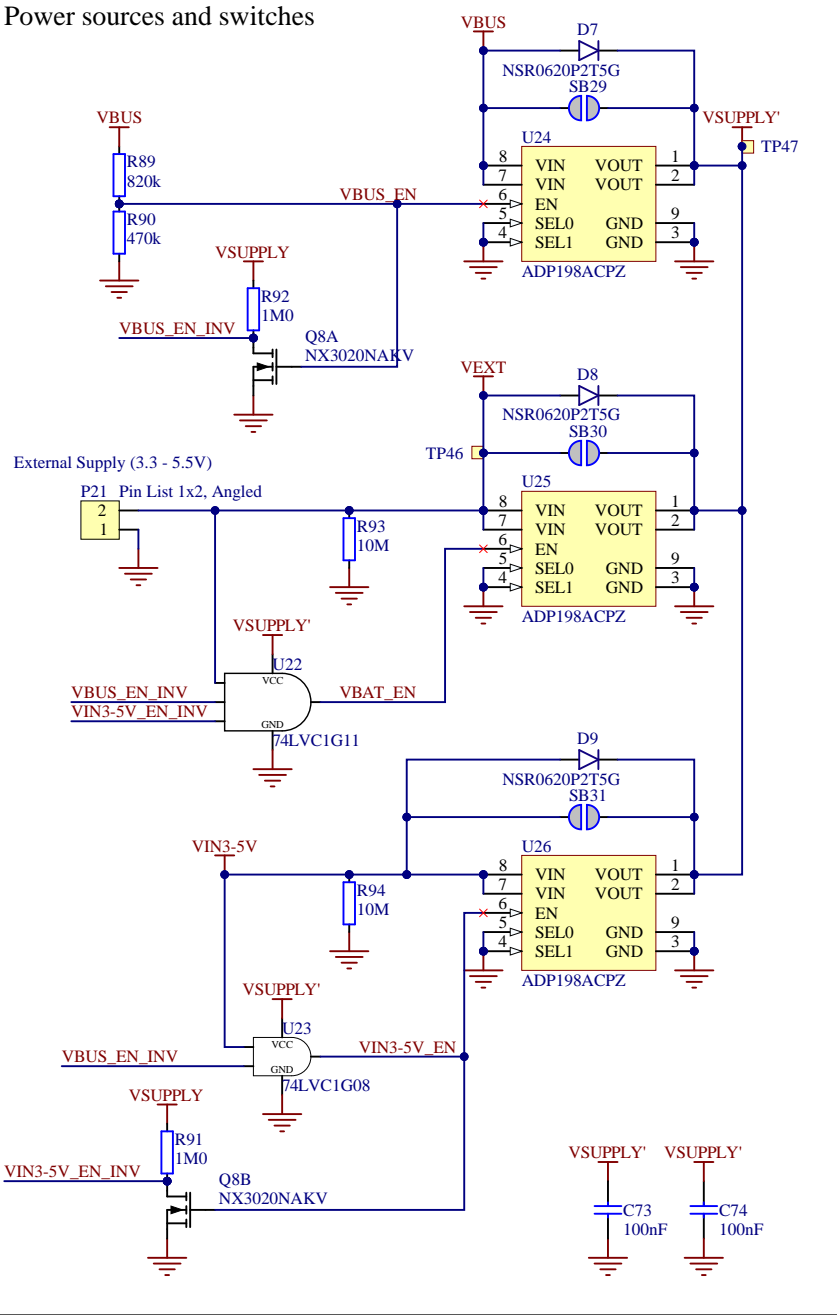 Power sources and switches
VBUS
D7
NSR0620P2T5G
SB29
VBUS
VSUPPLY'
TP47
U24
8 VIN VOUT 1
7 VIN VOUT 2
6 EN
5 SEL0 GND 9
4 SEL1 GND 3
ADP198ACPZ
R89
820k
VBUS_EN
R90
470k
VSUPPLY
R92
1M0
VBUS_EN_INV
Q8A
NX3020NAKV
VEXT
D8
NSR0620P2T5G
SB30
TP46
External Supply (3.3 - 5.5V)
P21 Pin List 1x2, Angled
2
1
U25
8 VIN VOUT 1
7 VIN VOUT 2
6 EN
5 SEL0 GND 9
4 SEL1 GND 3
ADP198ACPZ
R93
10M
VSUPPLY'
U22
VCC
VBUS_EN_INV
VBAT_EN
VIN3-5V_EN_INV
GND
74LVC1G11
D9
NSR0620P2T5G
SB31
VIN3-5V
U26
8 VIN VOUT 1
7 VIN VOUT 2
6 EN
5 SEL0 GND 9
4 SEL1 GND 3
ADP198ACPZ
R94
10M
VSUPPLY'
U23
VCC
VIN3-5V_EN
VBUS_EN_INV
GND
74LVC1G08
VSUPPLY
R91
1M0
VIN3-5V_EN_INV
Q8B
NX3020NAKV
VSUPPLY' VSUPPLY'
C73 C74
100nF 100nF